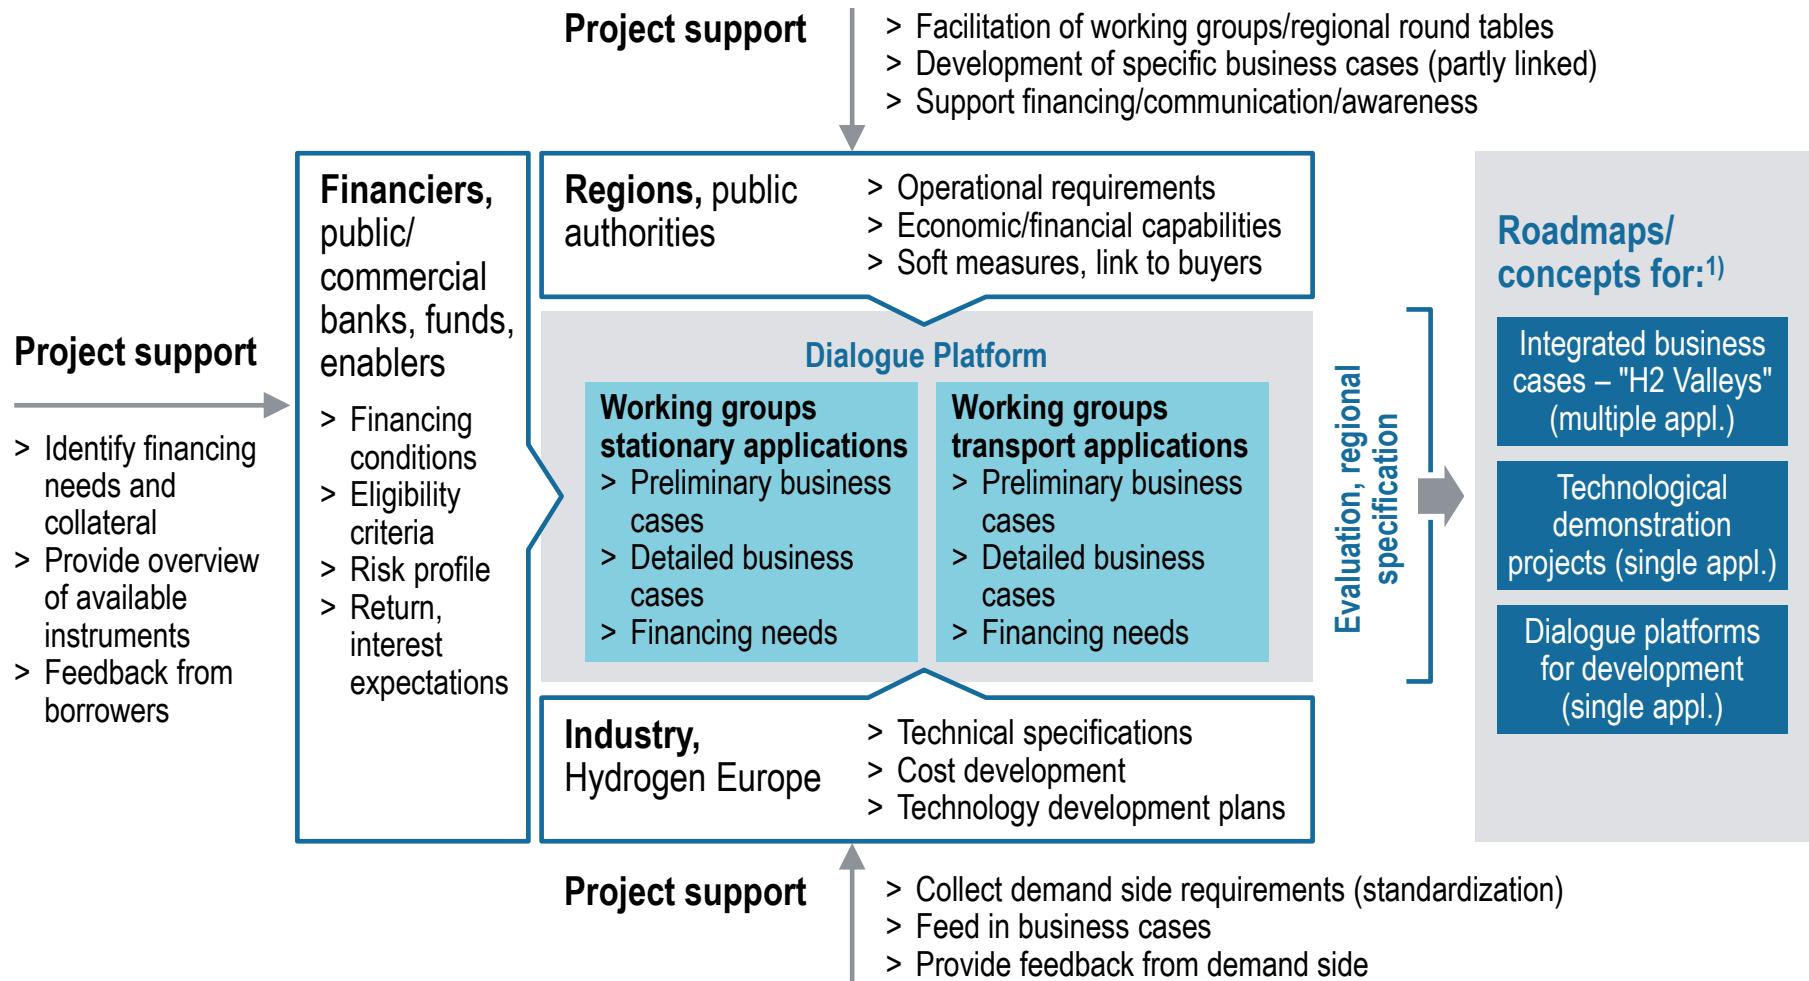 Project support
> Facilitation of working groups/regional round tables
> Development of specific business cases (partly linked)
> Support financing/communication/awareness
Project support
> Identify financing
needs and
collateral
> Provide overview
of available
instruments
> Feedback from
borrowers
Financiers,
public/
commercial
banks, funds,
enablers
> Financing
conditions
> Eligibility
criteria
> Risk profile
> Return,
interest
expectations
Regions, public
authorities
> Operational requirements
> Economic/financial capabilities
> Soft measures, link to buyers
Dialogue Platform
Working groups
stationary applications
> Preliminary business
cases
> Detailed business
cases
> Financing needs
Working groups
transport applications
> Preliminary business
cases
> Detailed business
cases
> Financing needs
Industry,
Hydrogen Europe
> Technical specifications
> Cost development
> Technology development plans
Project support
> Collect demand side requirements (standardization)
> Feed in business cases
> Provide feedback from demand side
Evaluation, regional
specification
Roadmaps/
concepts for:1)
Integrated business
cases – "H2 Valleys"
(multiple appl.)
Technological
demonstration
projects (single appl.)
Dialogue platforms
for development
(single appl.)